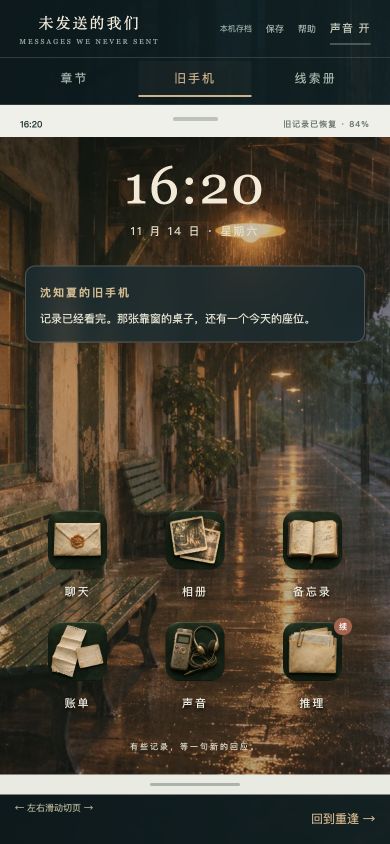 未发送的我们
MESSAGES WE NEVER SENT
本机存档 保存 帮助 声音 开
章节 旧手机 线索册
16:20 旧记录已恢复 · 84%
16:20
11 月 14 日 · 星期六
沈知夏的旧手机
记录已经看完。那张靠窗的桌子，还有一个今天的座位。
聊天 相册 备忘录
续
账单 声音 推理
有些记录，等一句新的回应。
← 左右滑动切页 →
回到重逢 →